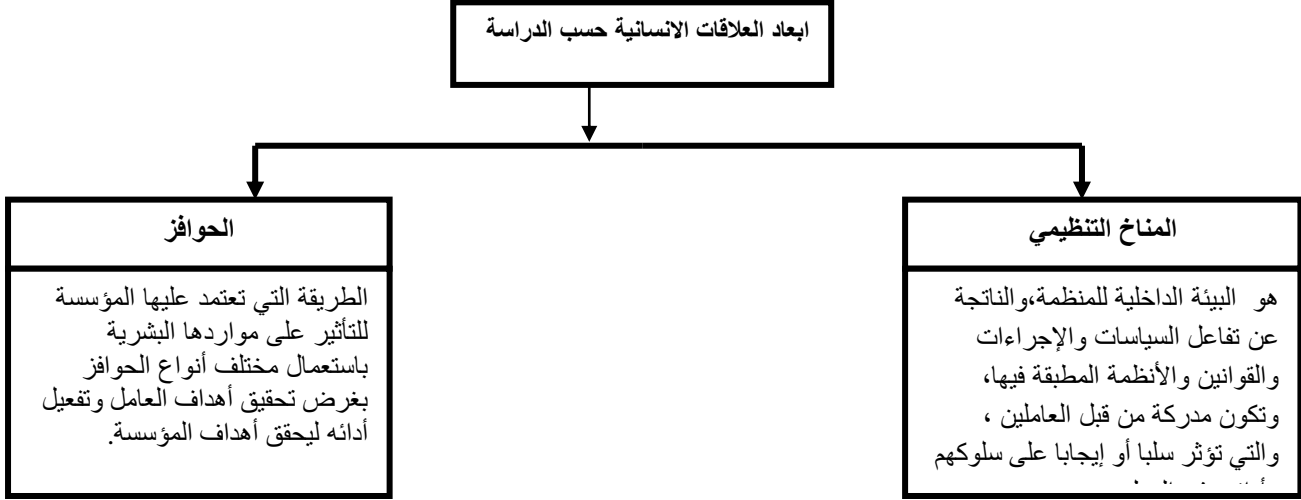 ابعاد العلاقات الانسانية حسب الدراسة
المناخ التنظيمي
هو البيئة الداخلية للمنظمة،والناتجة
عن تفاعل السياسات والإجراءات
والقوانين والأنظمة المطبقة فيها،
وتكون مدركة من قبل العاملين ،
والتي تؤثر سلبا أو إيجابا على سلوكهم
الحوافز
الطريقة التي تعتمد عليها المؤسسة
للتأثير على مواردها البشرية
باستعمال مختلف أنواع الحوافز
بغرض تحقيق أهداف العامل وتفعيل
أدائه ليحقق أهداف المؤسسة.